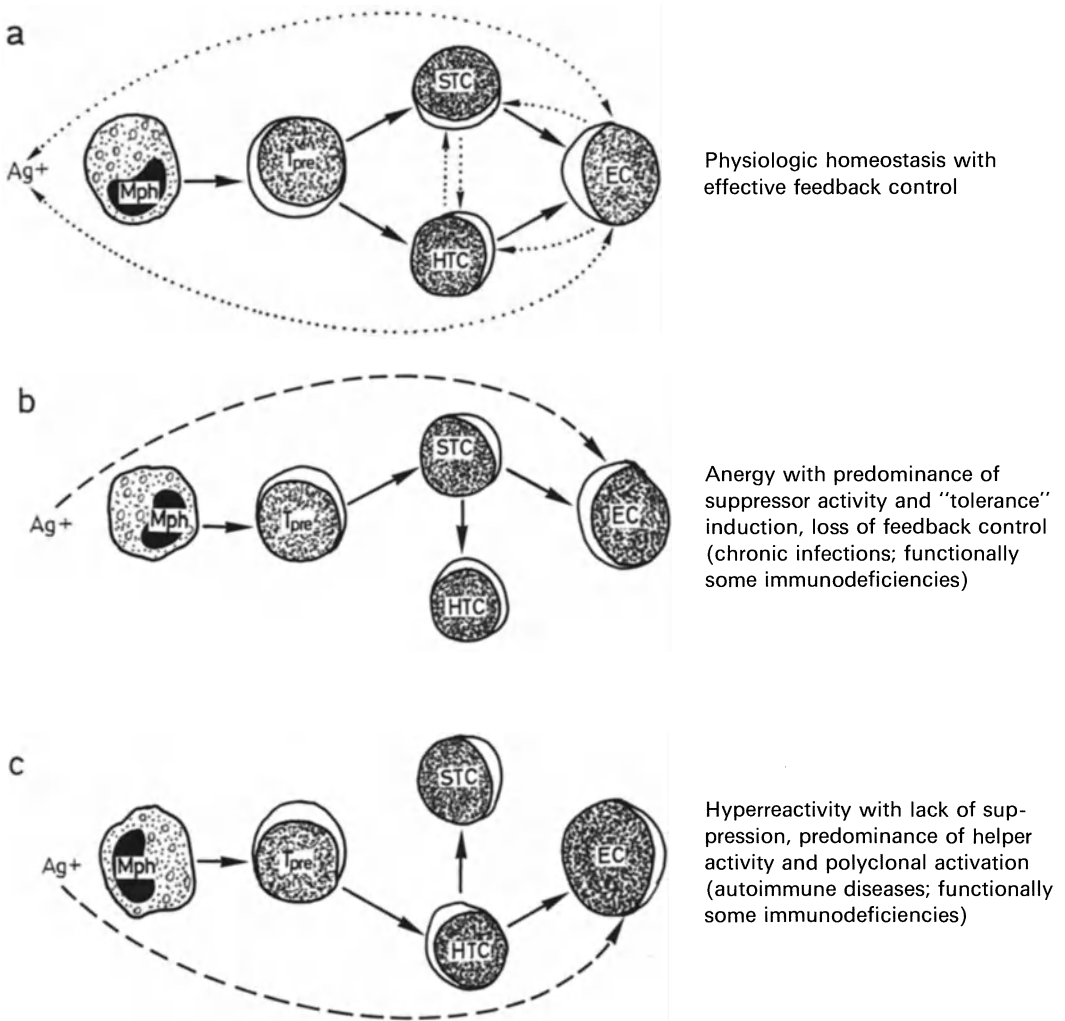 a
STC
Ag+
Mph
Tpre
EC
HTC
Physiologic homeostasis with
effective feedback control
b
STC
Ag+
Mph
Tpre
EC
HTC
Anergy with predominance of
suppressor activity and "tolerance"
induction, loss of feedback control
(chronic infections; functionally
some immunodeficiencies)
c
STC
Ag+
Mph
Tpre
EC
HTC
Hyperreactivity with lack of sup-
pression, predominance of helper
activity and polyclonal activation
(autoimmune diseases; functionally
some immunodeficiencies)